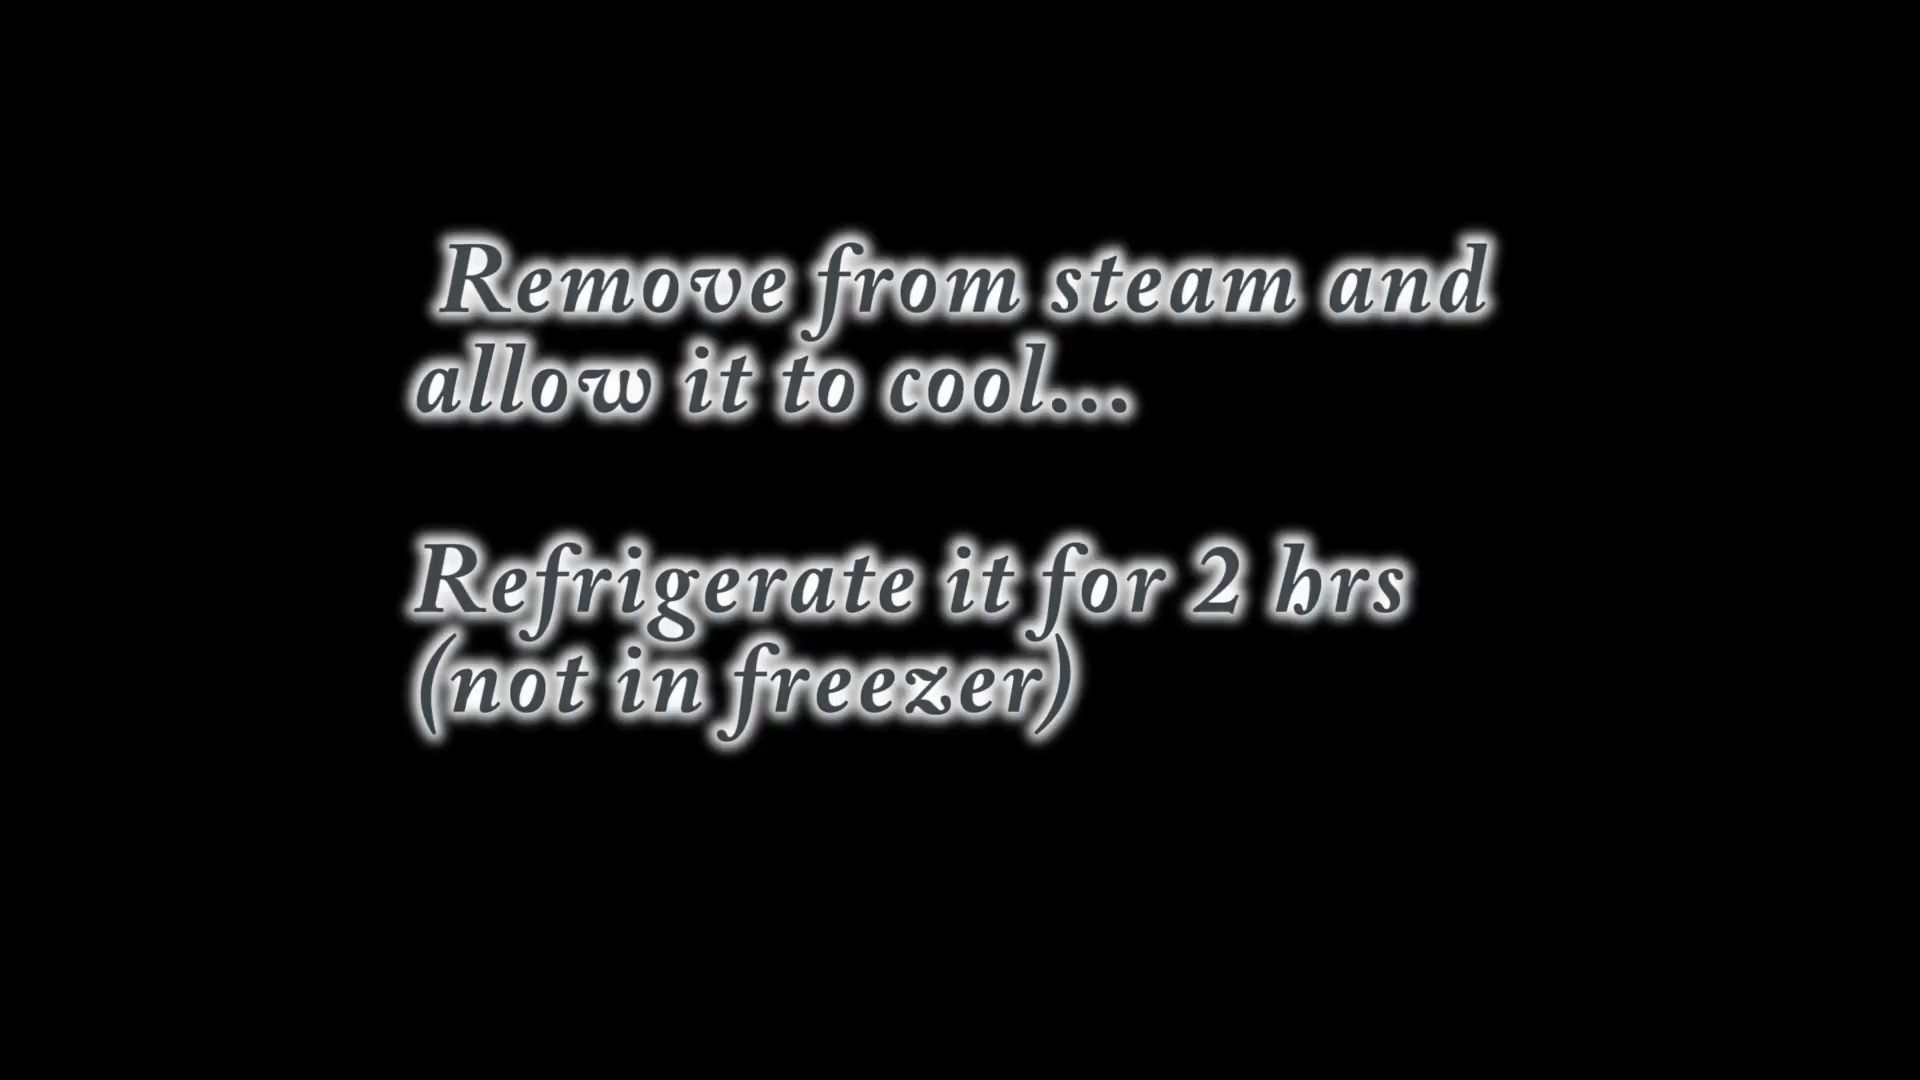 Remove from steam and
allow it to cool...
Refrigerate it for 2 hrs
(not in freezer)